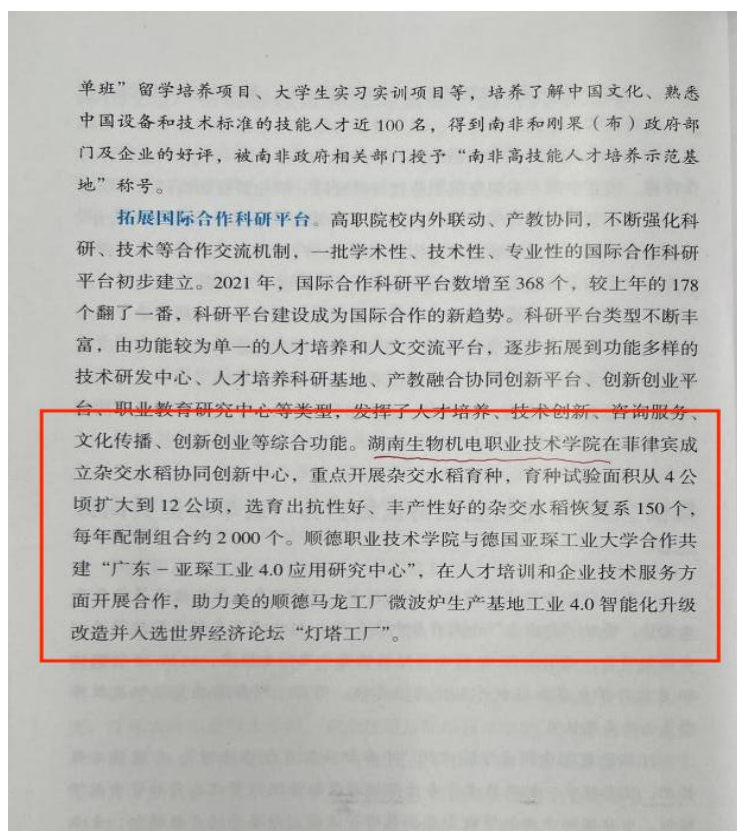 单班”留学培养项目、大学生实习实训项目等，培养了解中国文化、熟悉
中国设备和技术标准的技能人才近 100 名，得到南非和刚果（布）政府部
门及企业的好评，被南非政府相关部门授予“南非高技能人才培养示范基
地”称号。
拓展国际合作科研平台。高职院校内外联动、产教协同，不断强化科
研、技术等合作交流机制，一批学术性、技术性、专业性的国际合作科研
平台初步建立。2021 年，国际合作科研平台数增至 368 个，较上年的 178
个翻了一番，科研平台建设成为国际合作的新趋势。科研平台类型不断丰
富，由功能较为单一的人才培养和人文交流平台，逐步拓展到功能多样的
技术研发中心、人才培养科研基地、产教融合协同创新平台、创新创业平
台、职业教育研究中心等类型，发挥了人才培养、技术创新、咨询服务、
文化传播、创新创业等综合功能。湖南生物机电职业技术学院在菲律宾成
立杂交水稻协同创新中心，重点开展杂交水稻育种，育种试验面积从 4 公
顷扩大到 12 公顷，选育出抗性好、丰产性好的杂交水稻恢复系 150 个，
每年配制组合约 2 000 个。顺德职业技术学院与德国亚琛工业大学合作共
建“广东－亚琛工业 4.0 应用研究中心”，在人才培训和企业技术服务方
面开展合作，助力美的顺德马龙工厂微波炉生产基地工业 4.0 智能化升级
改造并入选世界经济论坛“灯塔工厂”。